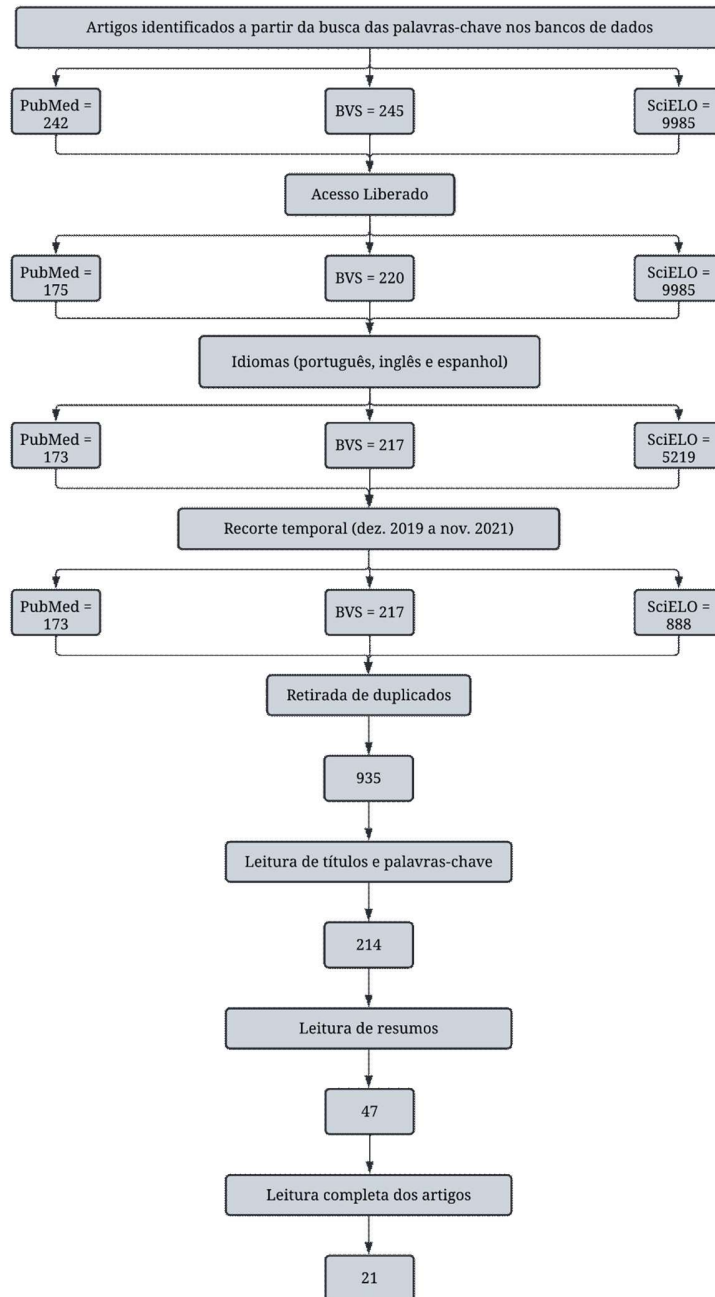 Artigos identificados a partir da busca das palavras-chave nos bancos de dados
PubMed =
242
BVS = 245
SciELO =
9985
Acesso Liberado
PubMed =
175
BVS = 220
SciELO =
9985
Idiomas (português, inglês e espanhol)
PubMed =
173
BVS = 217
SciELO =
5219
Recorte temporal (dez. 2019 a nov. 2021)
PubMed =
173
BVS = 217
SciELO =
888
Retirada de duplicados
935
Leitura de títulos e palavras-chave
214
Leitura de resumos
47
Leitura completa dos artigos
21